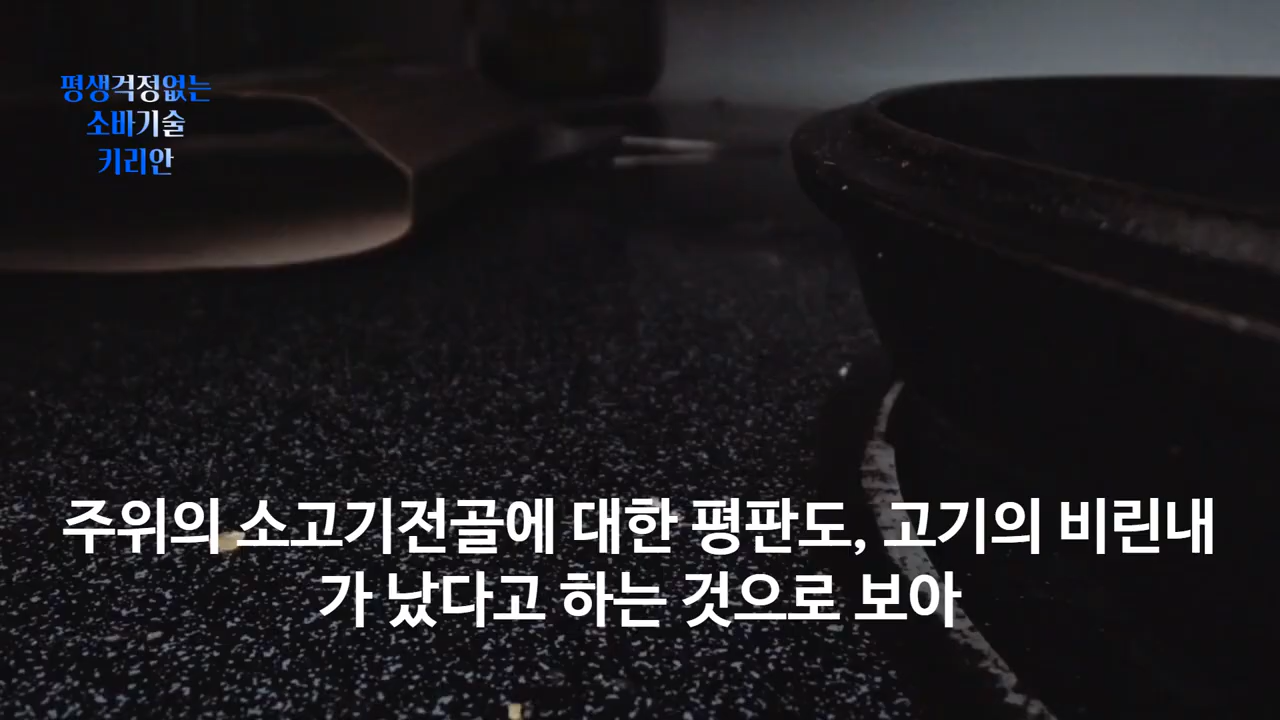 평생걱정없는
소바기술
키리안
주위의 소고기전골에 대한 평판도, 고기의 비린내
가 났다고 하는 것으로 보아